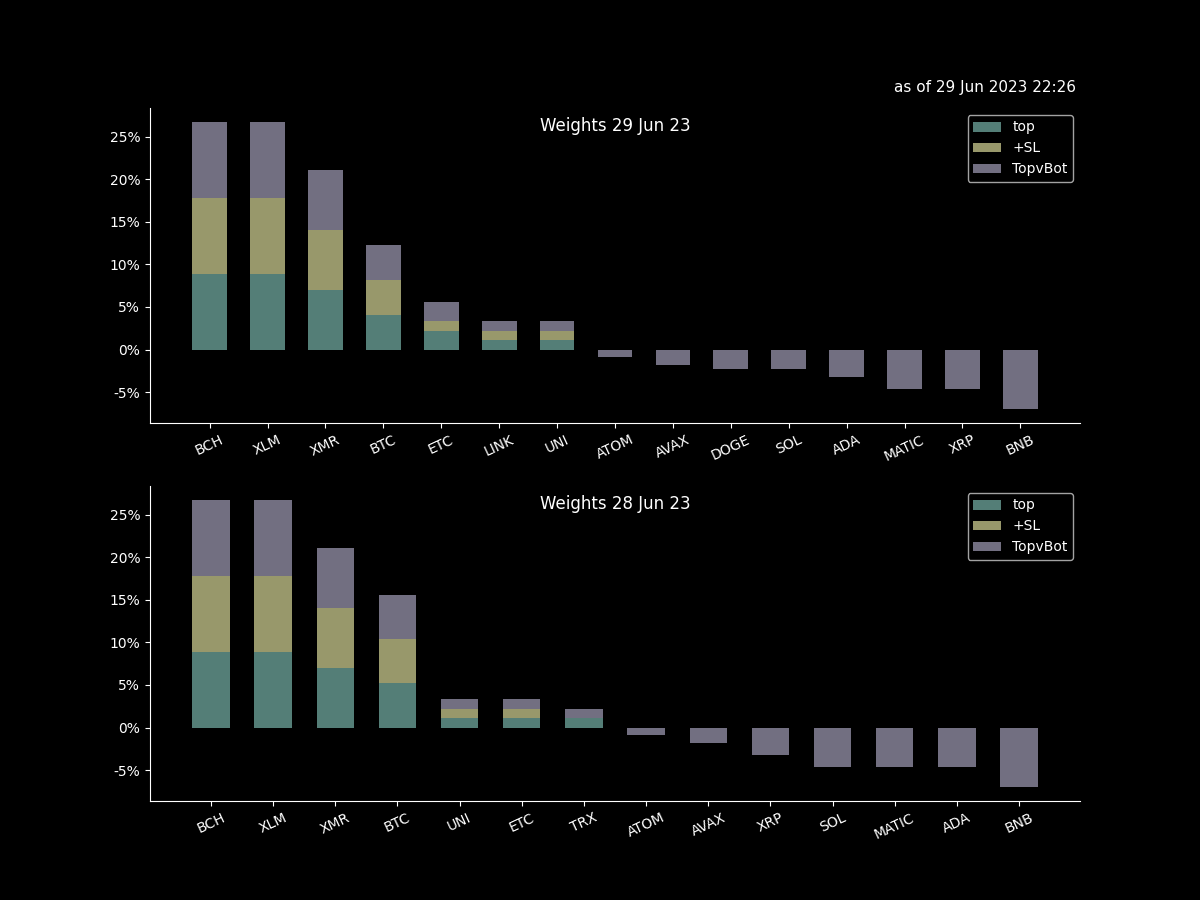 as of 29 Jun 2023 22:26
Weights 29 Jun 23
top
+SL
TopvBot
25%
20%
15%
10%
5%
0%
-5%
BCH XLM XMR BTC ETC LINK UNI ATOM AVAX DOGE SOL ADA MATIC XRP BNB
Weights 28 Jun 23
top
+SL
TopvBot
25%
20%
15%
10%
5%
0%
-5%
BCH XLM XMR BTC UNI ETC TRX ATOM AVAX XRP SOL MATIC ADA BNB